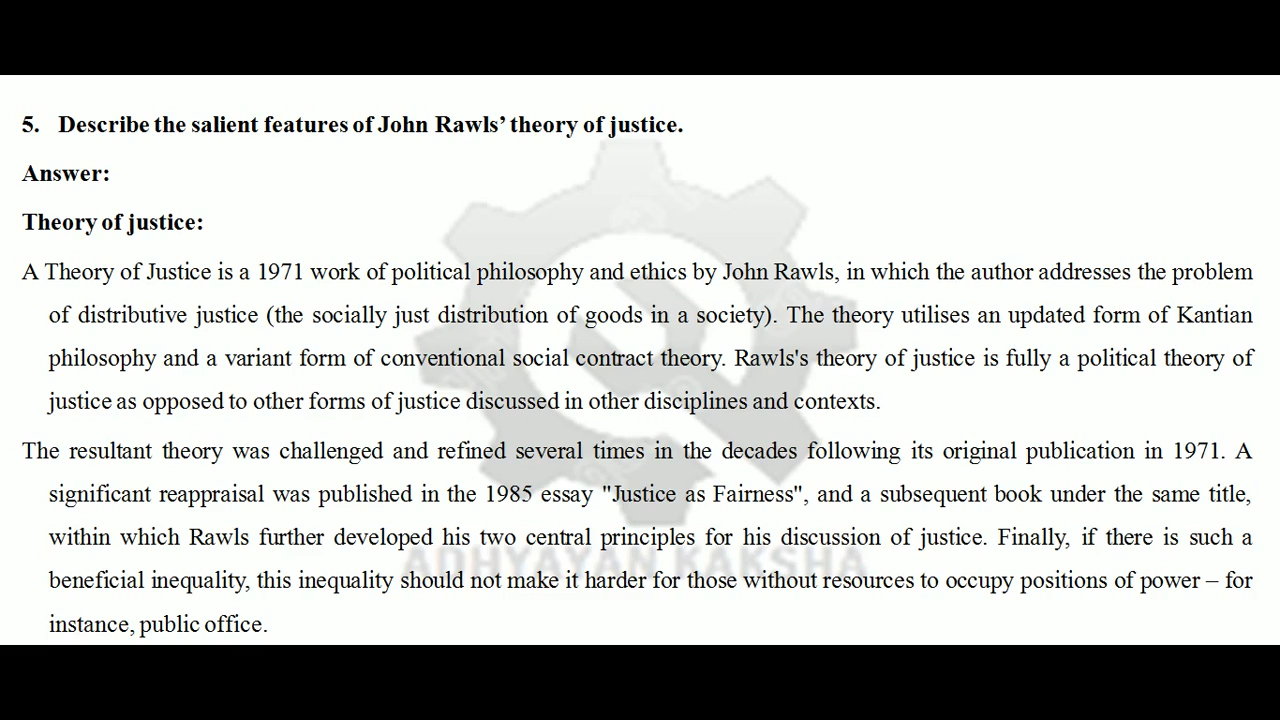 5. Describe the salient features of John Rawls’ theory of justice.
Answer:
Theory of justice:
A Theory of Justice is a 1971 work of political philosophy and ethics by John Rawls, in which the author addresses the problem
of distributive justice (the socially just distribution of goods in a society). The theory utilises an updated form of Kantian
philosophy and a variant form of conventional social contract theory. Rawls's theory of justice is fully a political theory of
justice as opposed to other forms of justice discussed in other disciplines and contexts.
The resultant theory was challenged and refined several times in the decades following its original publication in 1971. A
significant reappraisal was published in the 1985 essay "Justice as Fairness", and a subsequent book under the same title,
within which Rawls further developed his two central principles for his discussion of justice. Finally, if there is such a
ADHYAYAN KAKSHA
beneficial inequality, this inequality should not make it harder for those without resources to occupy positions of power – for
instance, public office.